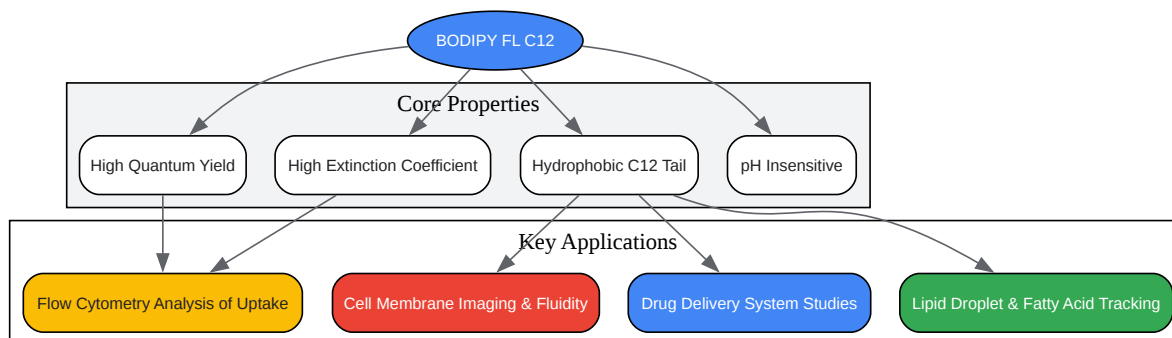 BODIPY FL C12
Core Properties
High Quantum Yield
High Extinction Coefficient
Hydrophobic C12 Tail
pH Insensitive
Key Applications
Flow Cytometry Analysis of Uptake
Cell Membrane Imaging & Fluidity
Drug Delivery System Studies
Lipid Droplet & Fatty Acid Tracking